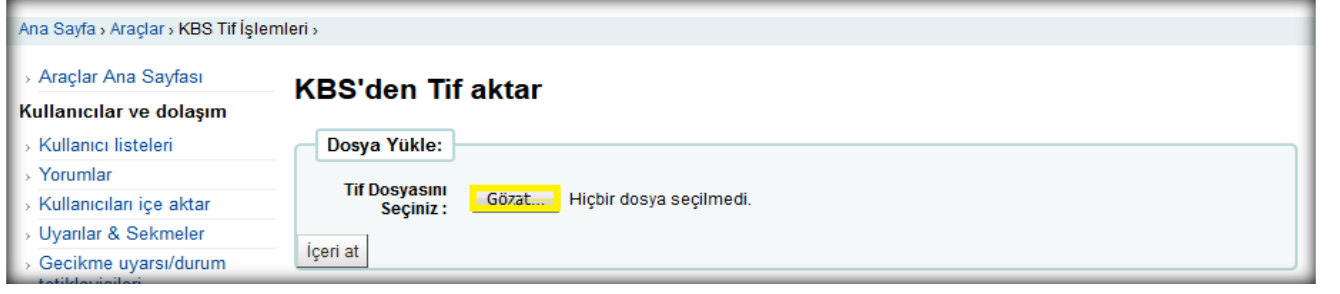 Ana Sayfa › Araçlar › KBS Tif İşlemleri ›
› Araçlar Ana Sayfası
Kullanıcılar ve dolaşım
› Kullanıcı listeleri
› Yorumlar
› Kullanıcıları içe aktar
› Uyarılar & Sekmeler
› Gecikme uyarsı/durum
tetikleyicileri
KBS'den Tif aktar
Dosya Yükle:
Tif Dosyasını
Seçiniz :
Gözat... Hiçbir dosya seçilmedi.
İçeri at